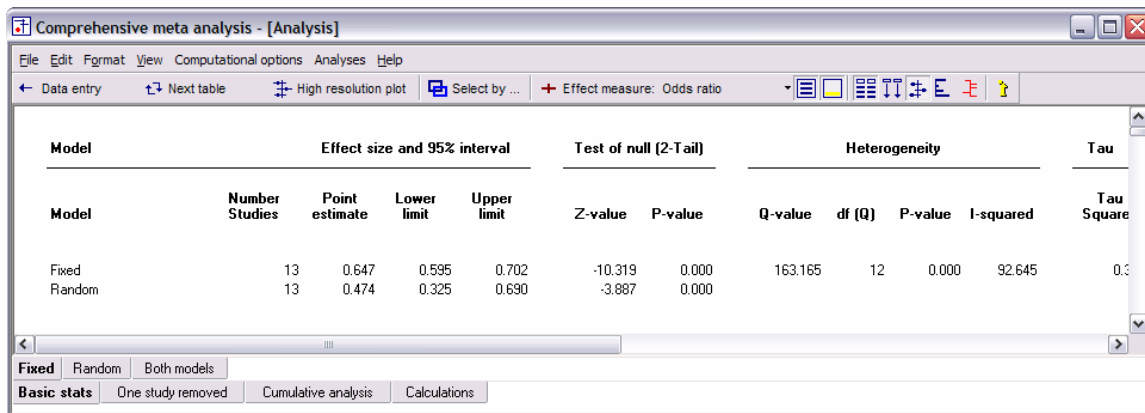 Comprehensive meta analysis - [Analysis]
File Edit Format View Computational options Analyses Help
Data entry Next table High resolution plot Select by ... Effect measure: Odds ratio
Model Effect size and 95% interval Test of null (2-Tail) Heterogeneity Tau
Number Point Lower Upper Tau
Model Studies estimate limit limit Z-value P-value Q-value df (Q) P-value I-squared Square
Fixed 13 0.647 0.595 0.702 -10.319 0.000 163.165 12 0.000 92.645
Random 13 0.474 0.325 0.690 -3.887 0.000
Fixed Random Both models
Basic stats One study removed Cumulative analysis Calculations